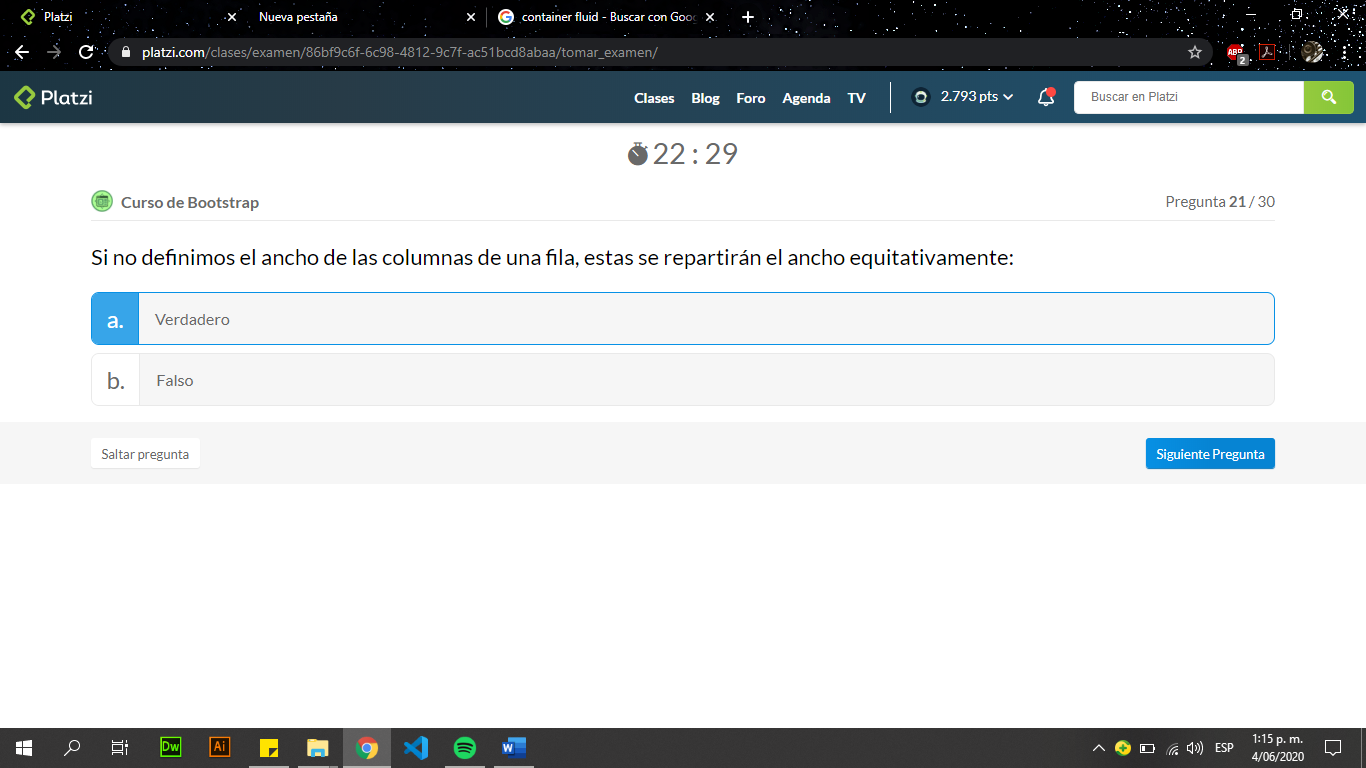 Platzi
Nueva pestaña
container fluid - Buscar con Goo
platzi.com/clases/examen/86bf9c6f-6c98-4812-9c7f-ac51bcd8abaa/tomar_examen/
ABP
2
Platzi
Clases
Blog
Foro
Agenda
TV
2.793 pts
Buscar en Platzi
22 : 29
Curso de Bootstrap
Pregunta 21 / 30
Si no definimos el ancho de las columnas de una fila, estas se repartirán el ancho equitativamente:
a.
Verdadero
b.
Falso
Saltar pregunta
Siguiente Pregunta
Dw
Ai
W
ESP
1:15 p. m.
4/06/2020